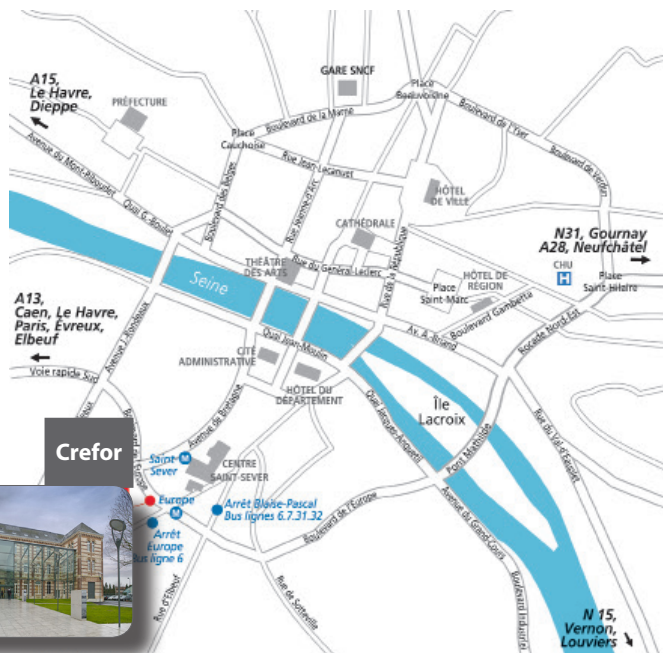 A15,
Le Havre,
Dieppe
PRÉFECTURE
GARE SNCF
Place
Beauvoisine
Boulevard de l'Yser
Boulevard de Verdun
Boulevard de la Marne
Place
Cauchoise
Rue Jean-Lecanuet
Avenue du Mont-Riboudet
Quai G. Boulet
Boulevard des Belges
Rue Jeanne-d'Arc
HÔTEL
DE VILLE
CATHÉDRALE
Rue de la République
N31, Gournay
A28, Neufchâtel
CHU
H
Place
Saint-Hilaire
THÉÂTRE
DES ARTS
Rue du Général-Leclerc
Place
Saint-Marc
HÔTEL DE
RÉGION
Boulevard Gambetta
Av. A.-Briand
Rocade Nord-Est
Seine
A13,
Caen, Le Havre,
Paris, Évreux,
Elbeuf
Avenue J. Rondeaux
Quai Jean-Moulin
CITÉ
ADMINISTRATIVE
HÔTEL DU
DÉPARTEMENT
Voie rapide Sud
Avenue de Bretagne
Quai Jacques-Anquetil
Île
Lacroix
Pont Mathilde
Rue du Val-d'Eauplet
Crefor
Saint-
Sever
M
CENTRE
SAINT-SEVER
Europe
M
Arrêt Blaise-Pascal
Bus lignes 6.7.31.32
Arrêt
Europe
Bus ligne 6
Boulevard de l'Europe
Avenue du Grand-Cours
Boulevard Industriel
Rue d'Elbeuf
Rue de Sotteville
N 15,
Vernon,
Louviers